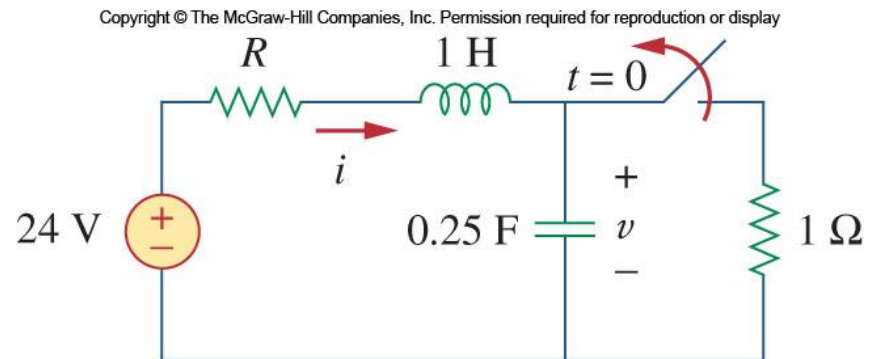 Copyright © The McGraw-Hill Companies, Inc. Permission required for reproduction or display
R
1 H
t = 0
i
24 V
+
−
0.25 F
+
v
−
1 Ω